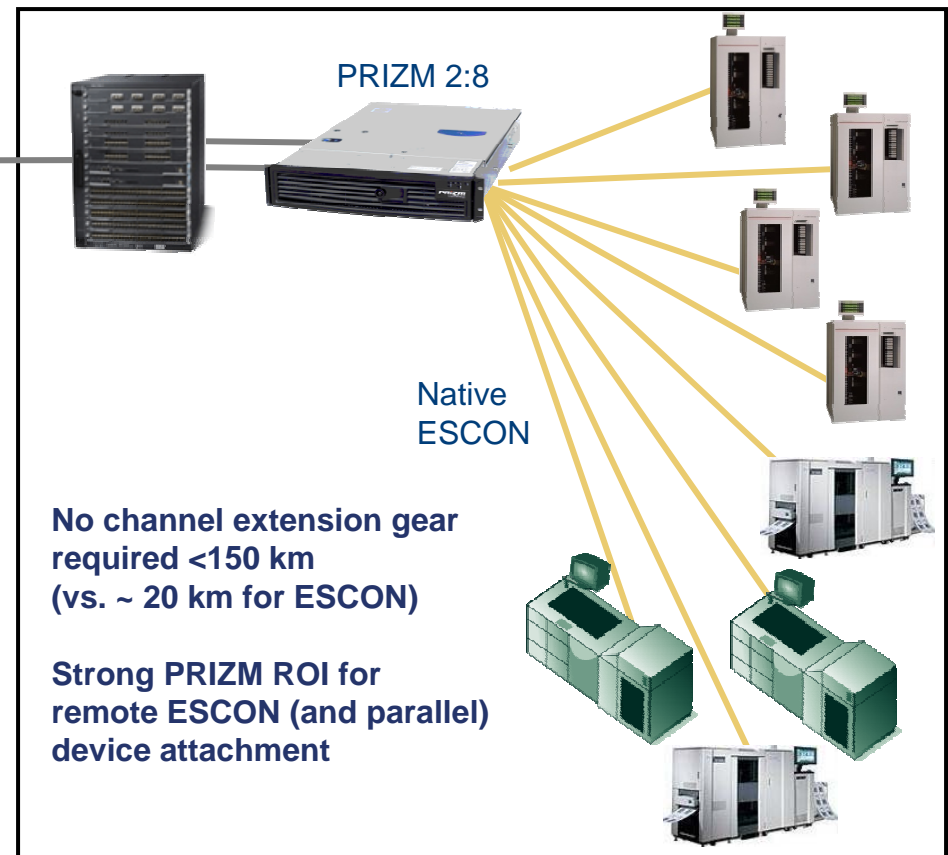 PRIZM 2:8
Native
ESCON
No channel extension gear
required <150 km
(vs. ~ 20 km for ESCON)
Strong PRIZM ROI for
remote ESCON (and parallel)
device attachment